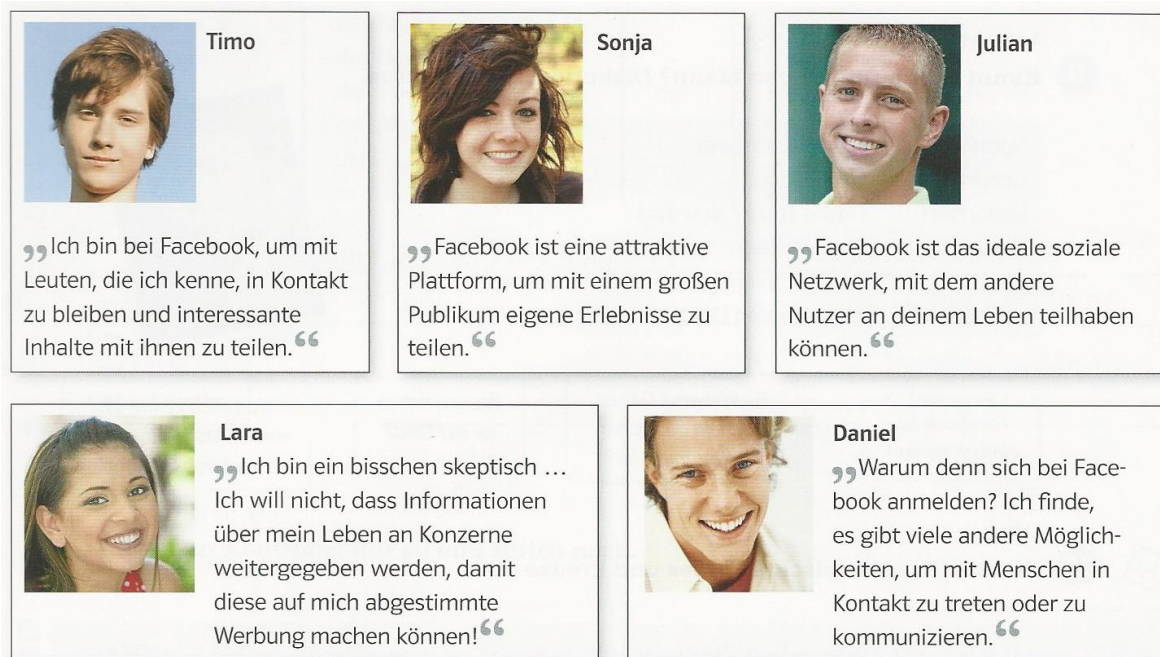 Timo
„Ich bin bei Facebook, um mit
Leuten, die ich kenne, in Kontakt
zu bleiben und interessante
Inhalte mit ihnen zu teilen.“
Sonja
„Facebook ist eine attraktive
Plattform, um mit einem großen
Publikum eigene Erlebnisse zu
teilen.“
Julian
„Facebook ist das ideale soziale
Netzwerk, mit dem andere
Nutzer an deinem Leben teilhaben
können.“
Lara
„Ich bin ein bisschen skeptisch …
Ich will nicht, dass Informationen
über mein Leben an Konzerne
weitergegeben werden, damit
diese auf mich abgestimmte
Werbung machen können!“
Daniel
„Warum denn sich bei Face-
book anmelden? Ich finde,
es gibt viele andere Möglich-
keiten, um mit Menschen in
Kontakt zu treten oder zu
kommunizieren.“